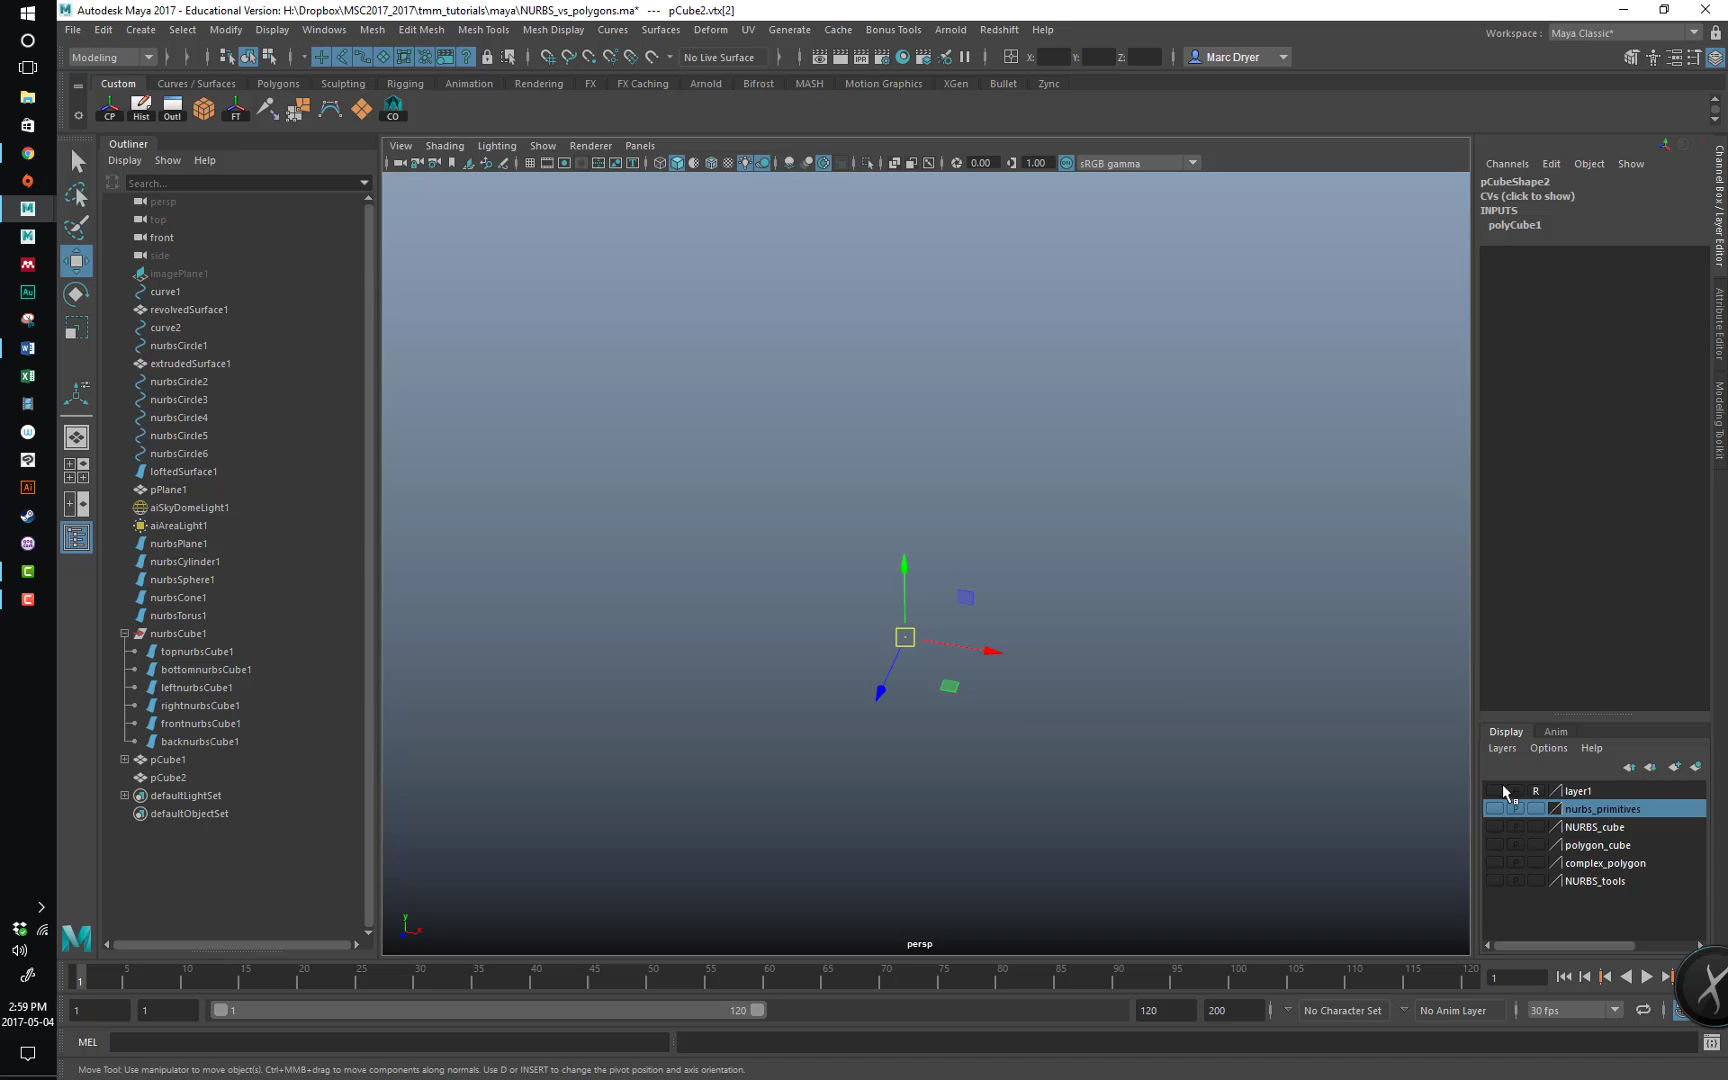 Autodesk Maya 2017 - Educational Version: H:\Dropbox\MSC2017_2017\tmm_tutorials\maya\NURBS_vs_polygons.ma* --- pCube2.vtx[2]
File Edit Create Select Modify Display Windows Mesh Edit Mesh Mesh Tools Mesh Display Curves Surfaces Deform UV Generate Cache Bonus Tools Arnold Redshift Help
Workspace: Maya Classic*
Modeling
No Live Surface
X: Y: Z:
Marc Dryer
Custom Curves / Surfaces Polygons Sculpting Rigging Animation Rendering FX FX Caching Arnold Bifrost MASH Motion Graphics XGen Bullet Zync
CP Hist Outl FT CO
Outliner
Display Show Help
Search...
persp
top
front
side
imagePlane1
curve1
revolvedSurface1
curve2
nurbsCircle1
extrudedSurface1
nurbsCircle2
nurbsCircle3
nurbsCircle4
nurbsCircle5
nurbsCircle6
loftedSurface1
pPlane1
aiSkyDomeLight1
aiAreaLight1
nurbsPlane1
nurbsCylinder1
nurbsSphere1
nurbsCone1
nurbsTorus1
nurbsCube1
topnurbsCube1
bottomnurbsCube1
leftnurbsCube1
rightnurbsCube1
frontnurbsCube1
backnurbsCube1
pCube1
pCube2
defaultLightSet
defaultObjectSet
View Shading Lighting Show Renderer Panels
0.00 1.00 sRGB gamma
persp
Channels Edit Object Show
pCubeShape2
CVs (click to show)
INPUTS
polyCube1
Channel Box / Layer Editor
Attribute Editor
Modeling Toolkit
Display Anim
Layers Options Help
R layer1
P nurbs_primitives
P NURBS_cube
P polygon_cube
P complex_polygon
P NURBS_tools
1 5 10 15 20 25 30 35 40 45 50 55 60 65 70 75 80 85 90 95 100 105 110 115 120 1
1 1 1 120 120 200 No Character Set No Anim Layer 30 fps
MEL
Move Tool: Use manipulator to move object(s). Ctrl+MMB+drag to move components along normals. Use D or INSERT to change the pivot position and axis orientation.
2:59 PM
2017-05-04